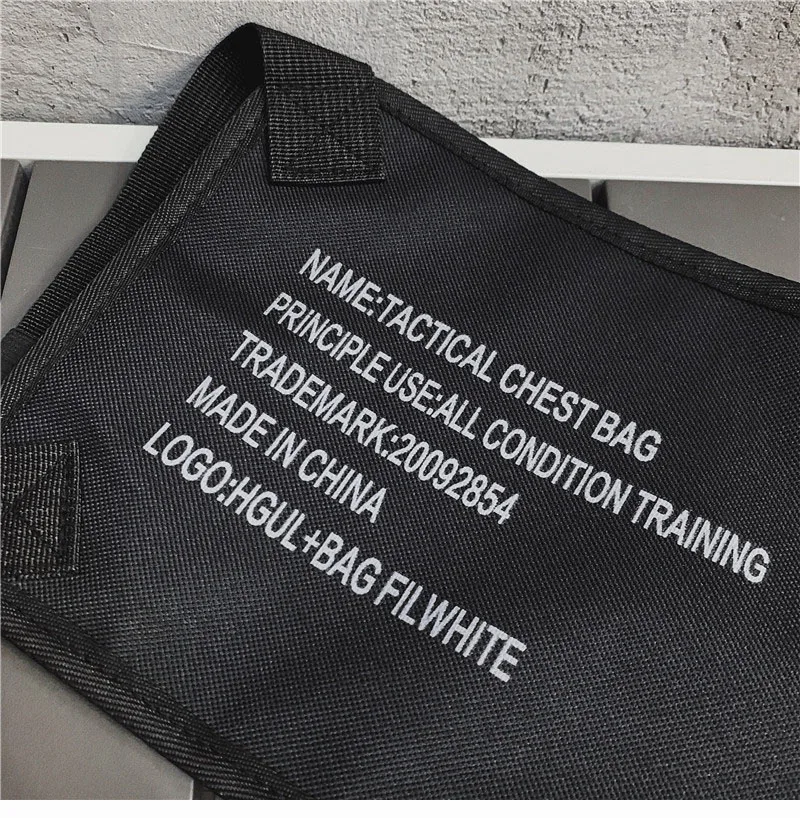 NAME:TACTICAL CHEST BAG
PRINCIPLE USE:ALL CONDITION TRAINING
TRADEMARK:20092854
MADE IN CHINA
LOGO:HGUL+BAG FILWHITE